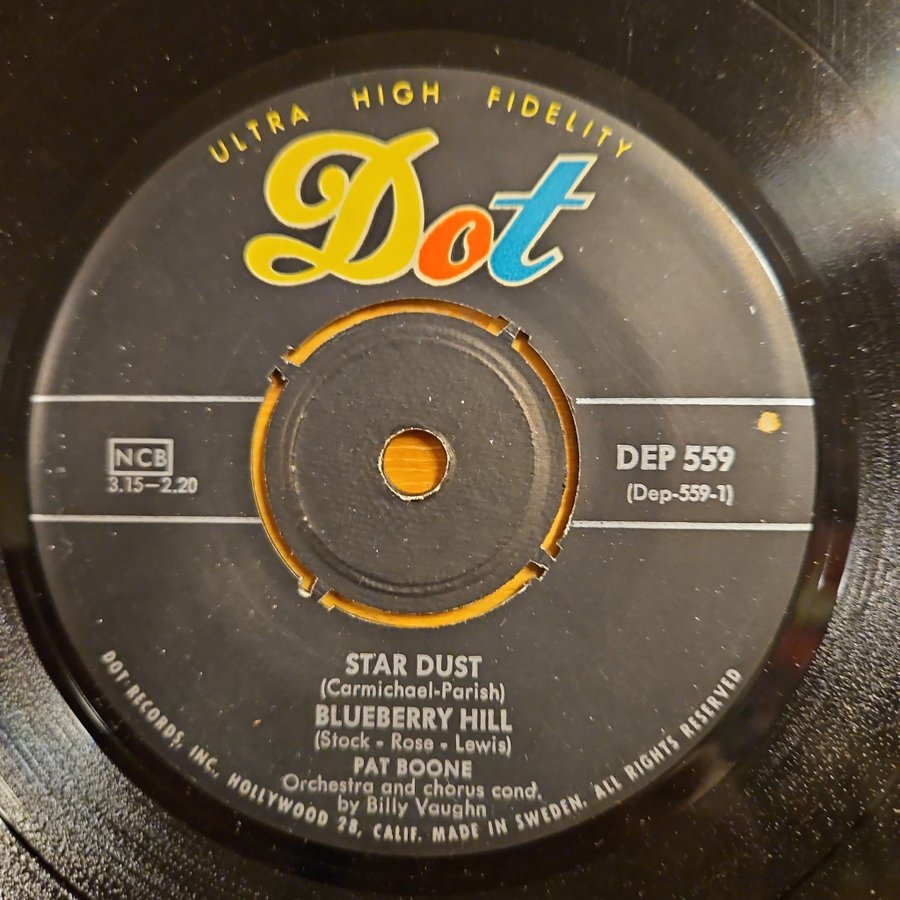 ULTRA HIGH FIDELITY
Dot
NCB
3.15-2.20
DEP 559
(Dep-559-1)
STAR DUST
(Carmichael-Parish)
BLUEBERRY HILL
(Stock - Rose - Lewis)
PAT BOONE
Orchestra and chorus cond.
by Billy Vaughn
DOT RECORDS, INC. HOLLYWOOD 28, CALIF. MADE IN SWEDEN. ALL RIGHTS RESERVED